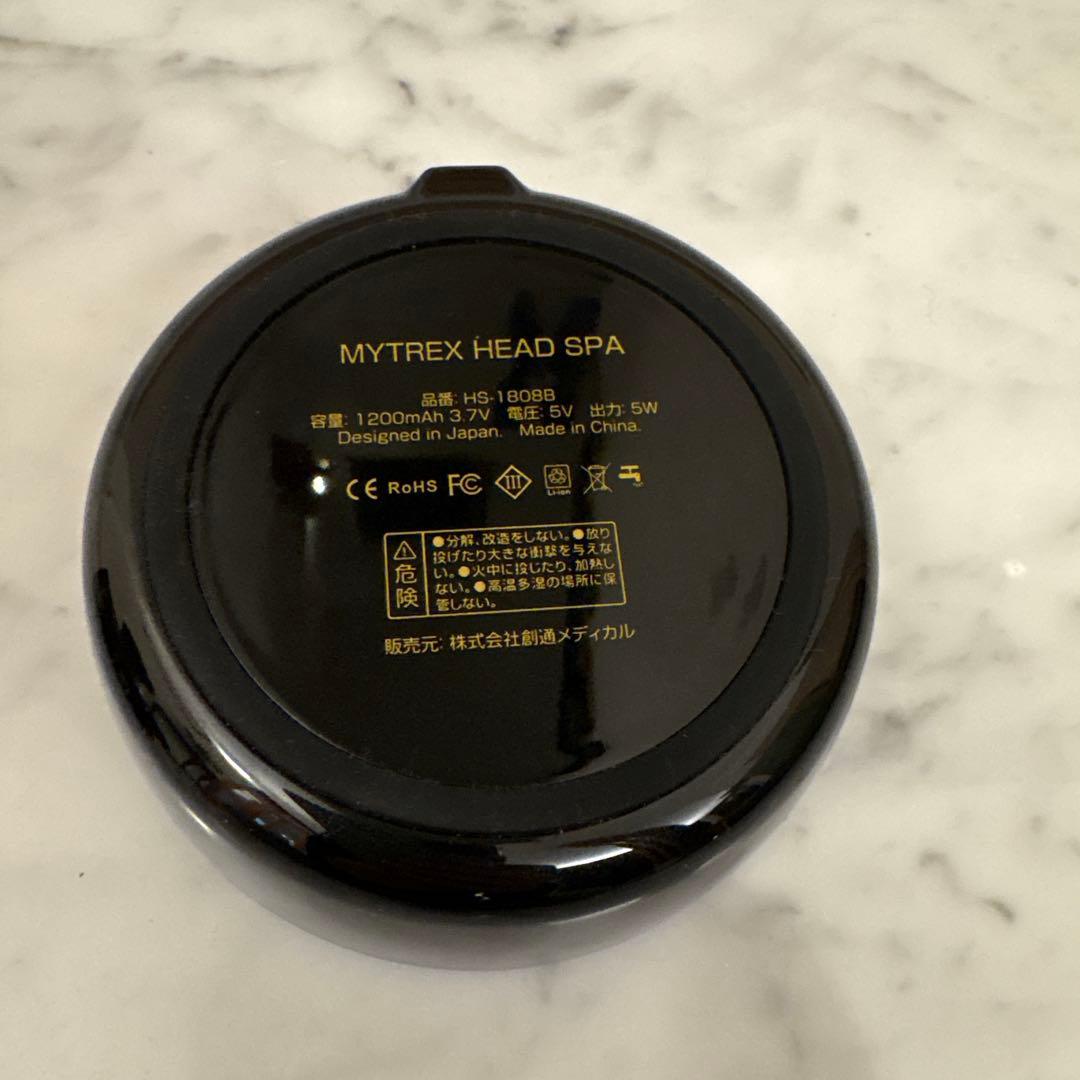 MYTREX HEAD SPA
品番: HS-1808B
容量: 1200mAh 3.7V 電圧: 5V 出力: 5W
Designed in Japan. Made in China.
CE RoHS FC III Li-ion
危険
●分解、改造をしない。●放り
投げたり大きな衝撃を与えな
い。●火中に投じたり、加熱し
ない。●高温多湿の場所に保
管しない。
販売元: 株式会社創通メディカル